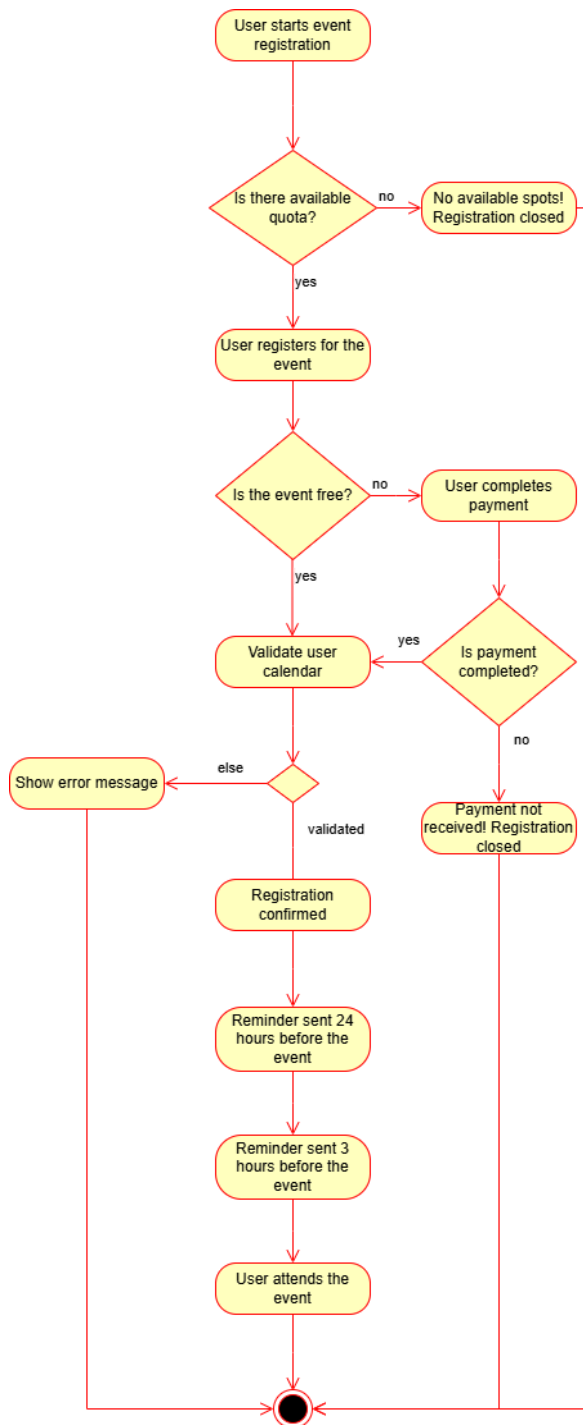 User starts event
registration
Is there available
quota?
no
No available spots!
Registration closed
yes
User registers for the
event
Is the event free?
no
User completes
payment
yes
Validate user
calendar
yes
Is payment
completed?
no
Show error message
else
validated
Payment not
received! Registration
closed
Registration
confirmed
Reminder sent 24
hours before the
event
Reminder sent 3
hours before the
event
User attends the
event